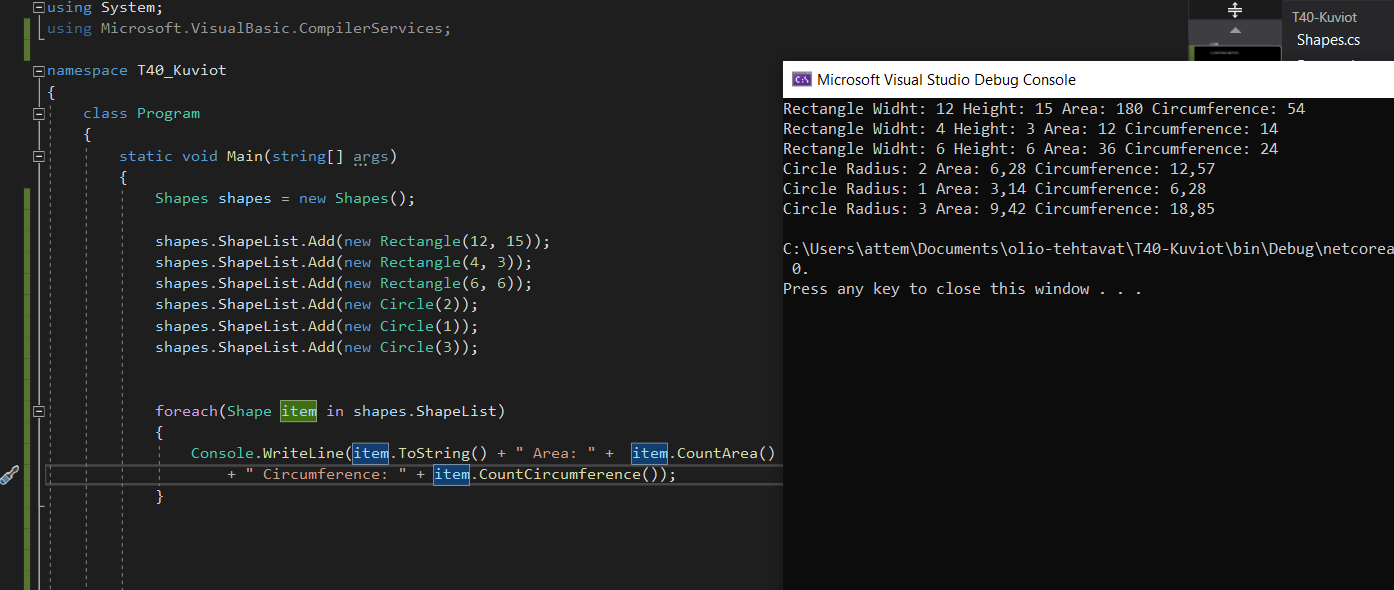 using System;
using Microsoft.VisualBasic.CompilerServices;
namespace T40_Kuviot
{
class Program
{
static void Main(string[] args)
{
Shapes shapes = new Shapes();
shapes.ShapeList.Add(new Rectangle(12, 15));
shapes.ShapeList.Add(new Rectangle(4, 3));
shapes.ShapeList.Add(new Rectangle(6, 6));
shapes.ShapeList.Add(new Circle(2));
shapes.ShapeList.Add(new Circle(1));
shapes.ShapeList.Add(new Circle(3));
foreach(Shape item in shapes.ShapeList)
{
Console.WriteLine(item.ToString() + " Area: " +  item.CountArea()
+ " Circumference: " + item.CountCircumference());
}
T40-Kuviot
Shapes.cs
Microsoft Visual Studio Debug Console
Rectangle Widht: 12 Height: 15 Area: 180 Circumference: 54
Rectangle Widht: 4 Height: 3 Area: 12 Circumference: 14
Rectangle Widht: 6 Height: 6 Area: 36 Circumference: 24
Circle Radius: 2 Area: 6,28 Circumference: 12,57
Circle Radius: 1 Area: 3,14 Circumference: 6,28
Circle Radius: 3 Area: 9,42 Circumference: 18,85
C:\Users\attem\Documents\olio-tehtavat\T40-Kuviot\bin\Debug\netcorea
0.
Press any key to close this window . . .